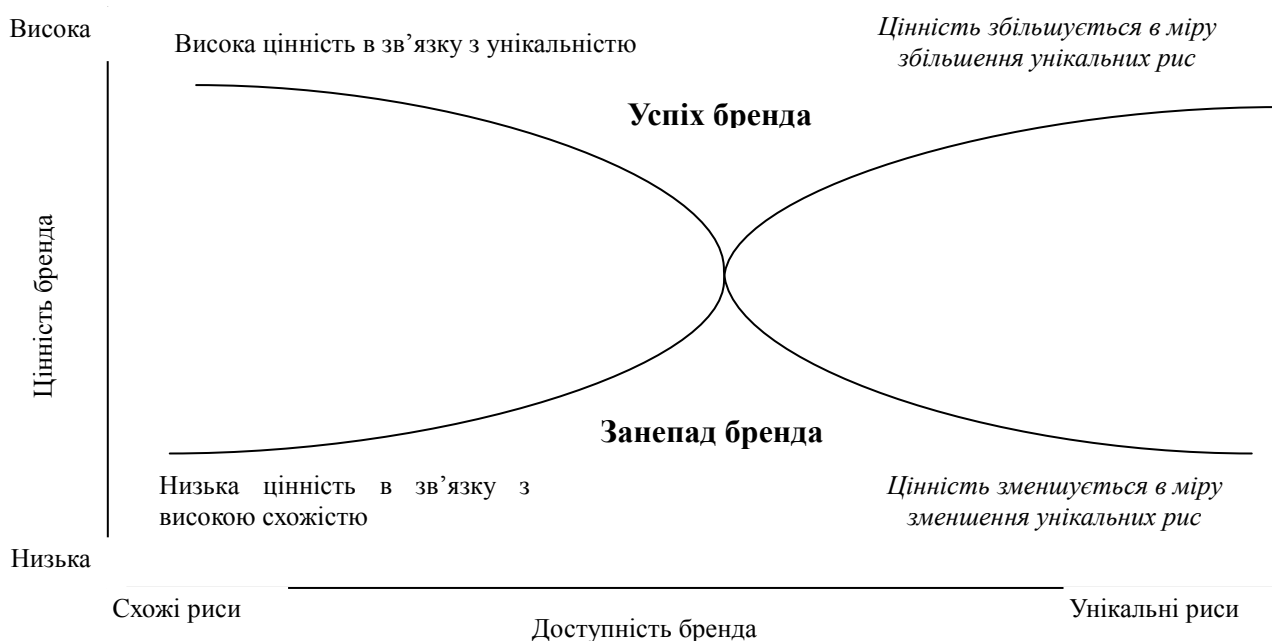 Висока
Висока цінність в зв’язку з унікальністю
Цінність збільшується в міру
збільшення унікальних рис
Успіх бренда
Цінність бренда
Занепад бренда
Низька цінність в зв’язку з
високою схожістю
Цінність зменшується в міру
зменшення унікальних рис
Низька
Схожі риси
Унікальні риси
Доступність бренда